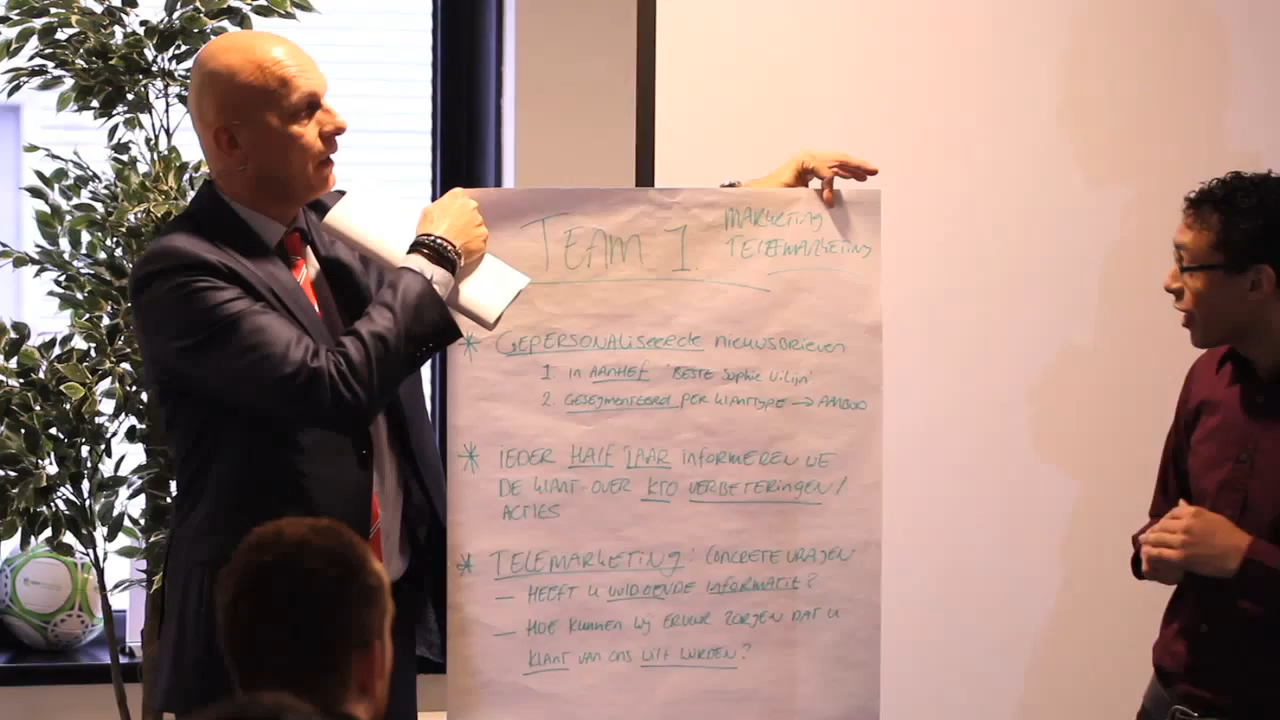 TEAM 1.
MARKETING
TELEMARKETING
* GEPERSONALISEERDE NIEUWSBRIEVEN
1. IN AANHEF 'BESTE Sophie Vilijn'
2. GESEGMENTEERD PER KLANTTYPE → AANBOD
* IEDER HALF JAAR INFORMEREN WE
DE KLANT OVER KTO VERBETERINGEN/
ACTIES
* TELEMARKETING: CONCRETE VRAGEN
— HEEFT U VOLDOENDE INFORMATIE?
— HOE KUNNEN WIJ ERVOOR ZORGEN DAT U
KLANT VAN ONS WILT WORDEN?